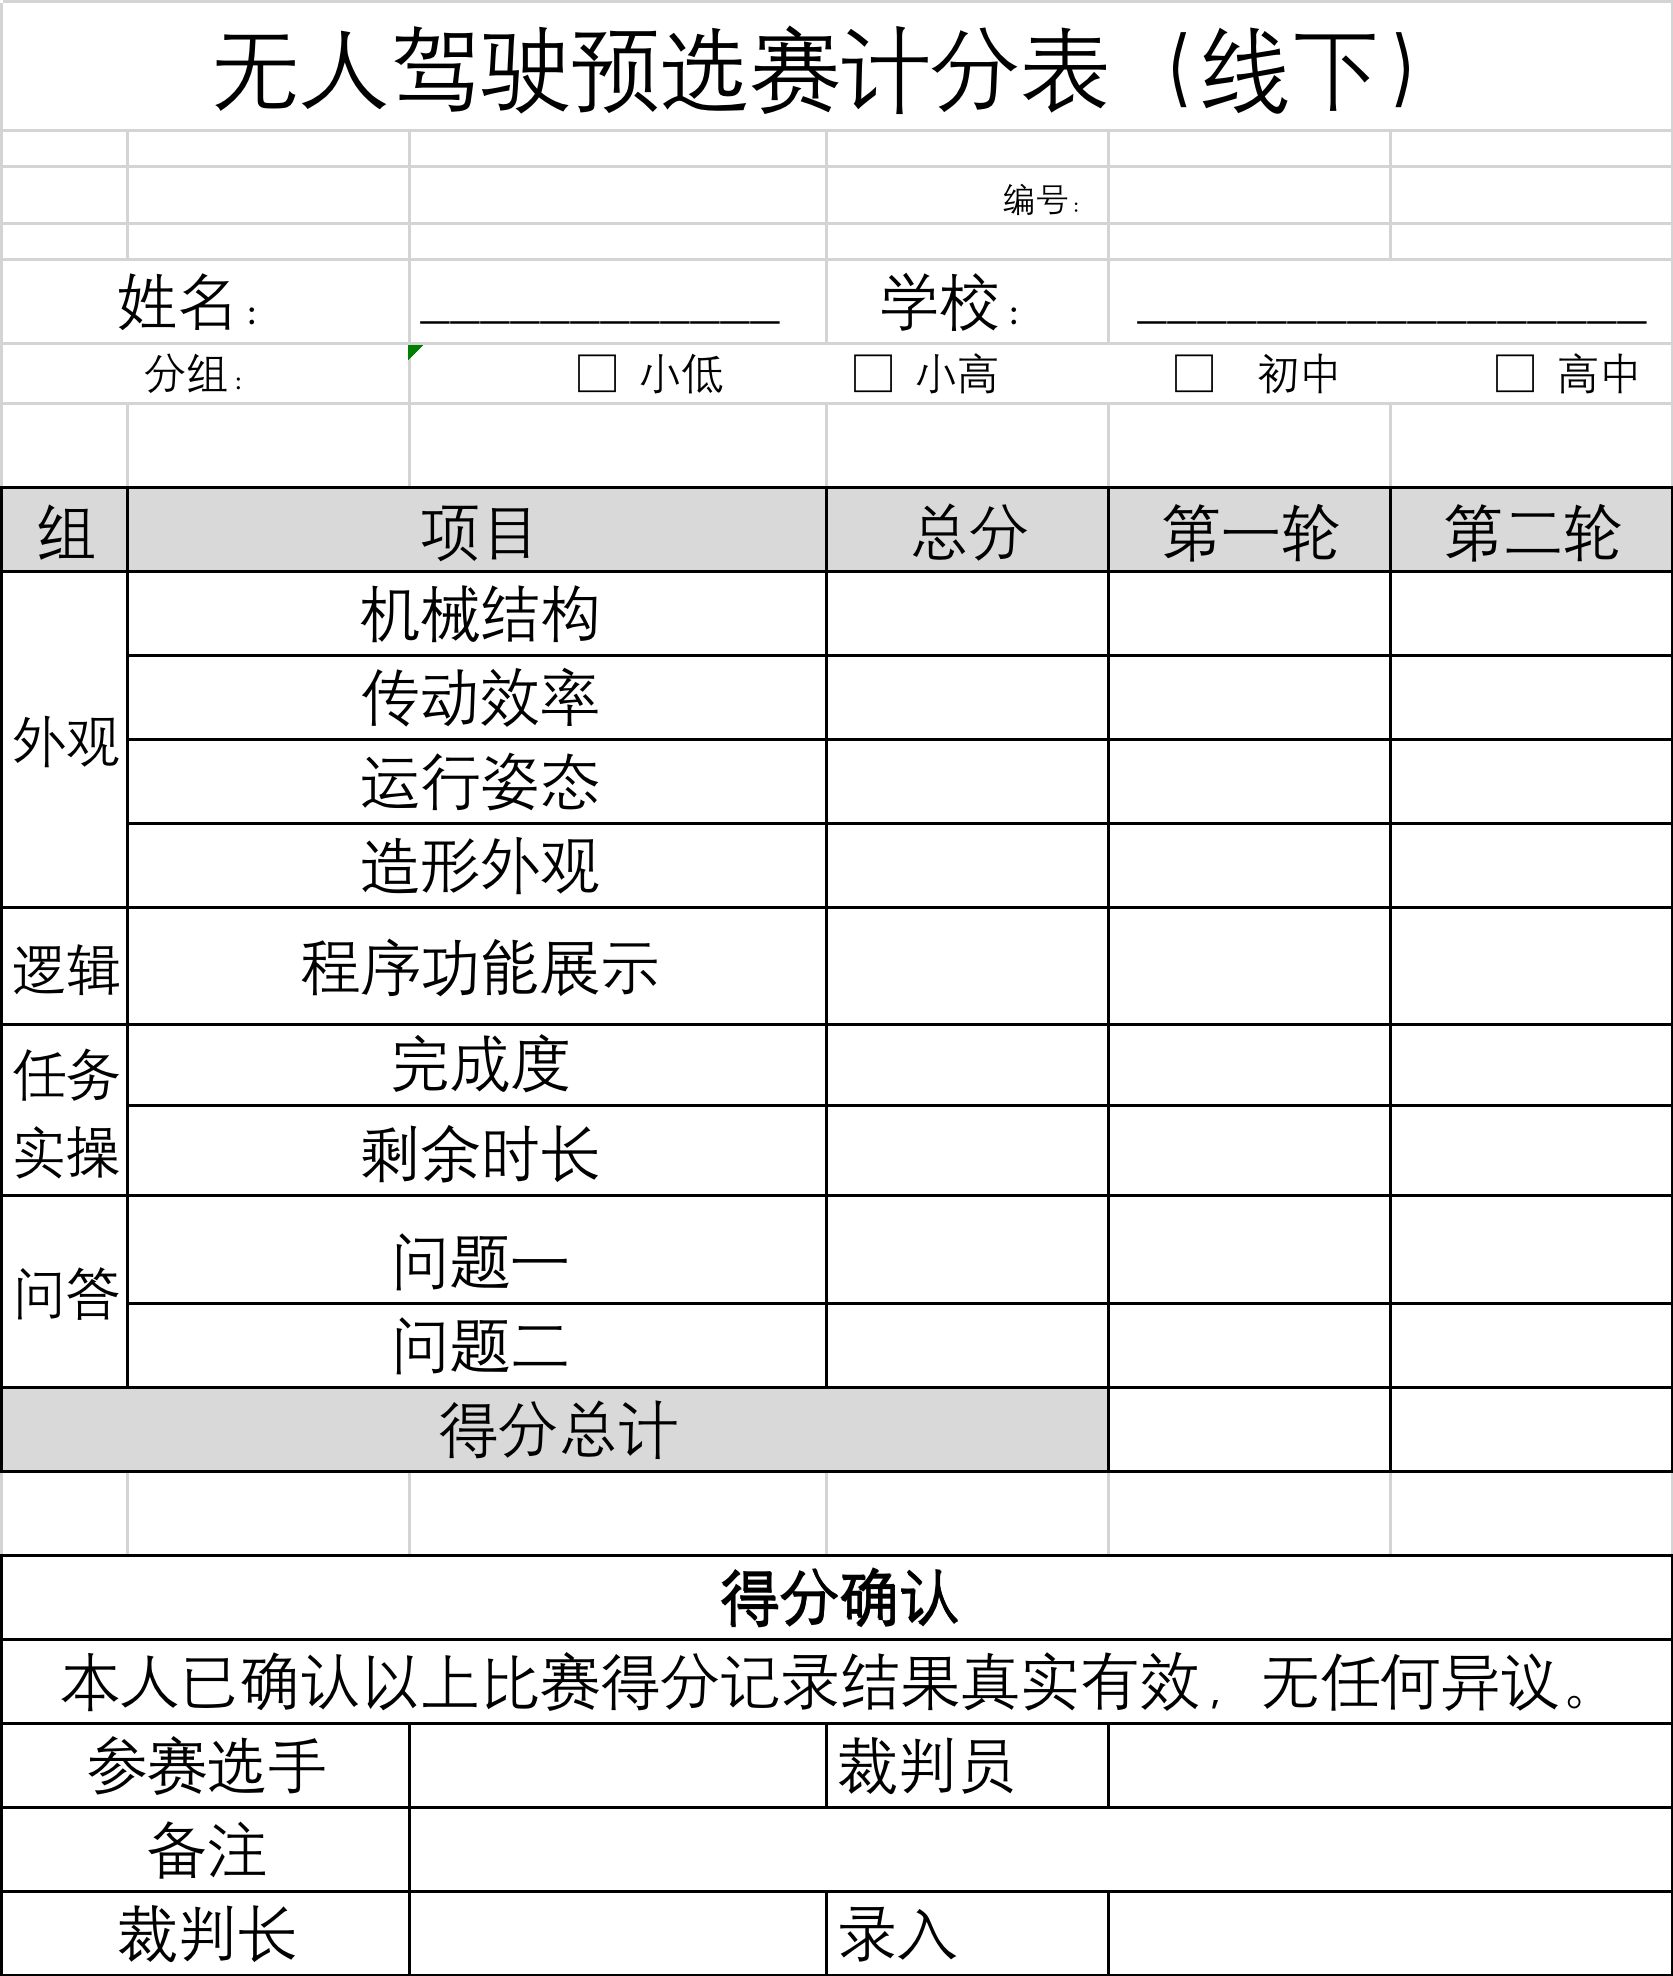 无人驾驶预选赛计分表（线下）
编号：
姓名： ____________ 学校： _________________
分组： □ 小低 □ 小高 □ 初中 □ 高中
组 项目 总分 第一轮 第二轮
外观
机械结构
传动效率
运行姿态
造形外观
逻辑 程序功能展示
任务
实操
完成度
剩余时长
问答
问题一
问题二
得分总计
得分确认
本人已确认以上比赛得分记录结果真实有效，无任何异议。
参赛选手 裁判员
备注
裁判长 录入